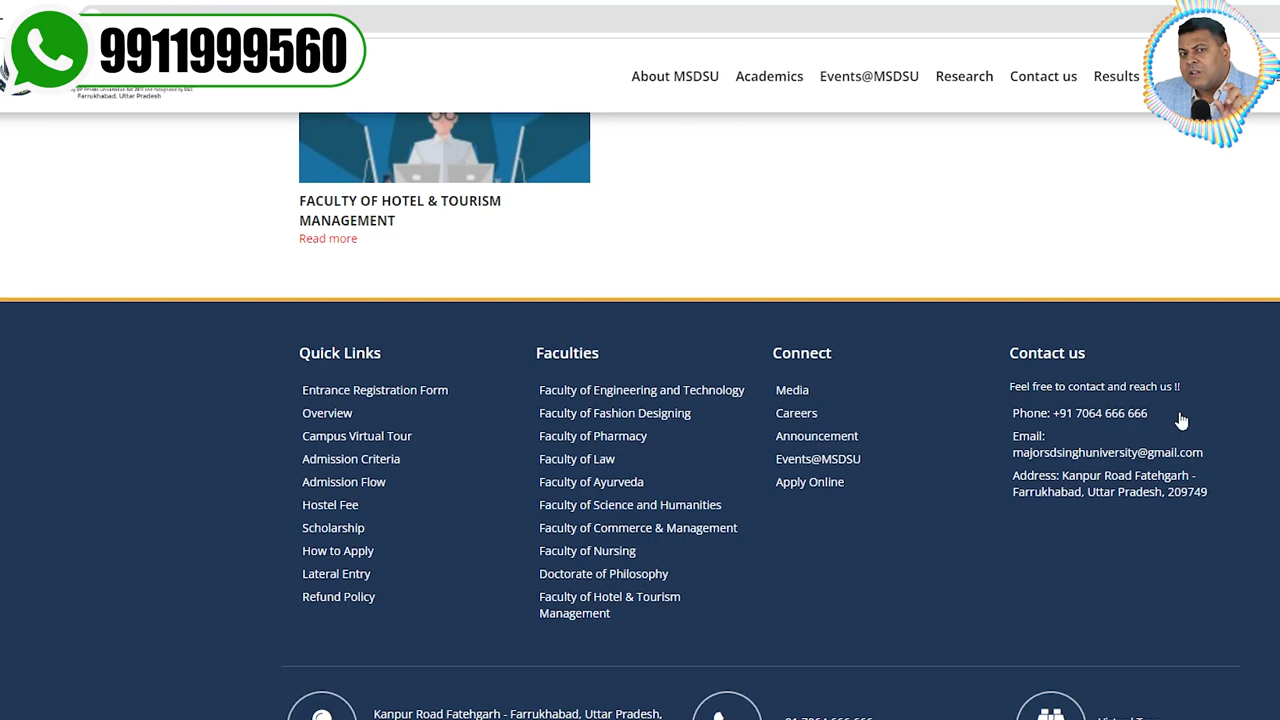 9911999560
Farrukhabad, Uttar Pradesh
About MSDSU
Academics
Events@MSDSU
Research
Contact us
Results
FACULTY OF HOTEL & TOURISM
MANAGEMENT
Read more
Quick Links
Entrance Registration Form
Overview
Campus Virtual Tour
Admission Criteria
Admission Flow
Hostel Fee
Scholarship
How to Apply
Lateral Entry
Refund Policy
Faculties
Faculty of Engineering and Technology
Faculty of Fashion Designing
Faculty of Pharmacy
Faculty of Law
Faculty of Ayurveda
Faculty of Science and Humanities
Faculty of Commerce & Management
Faculty of Nursing
Doctorate of Philosophy
Faculty of Hotel & Tourism
Management
Connect
Media
Careers
Announcement
Events@MSDSU
Apply Online
Contact us
Feel free to contact and reach us !!
Phone: +91 7064 666 666
Email:
majorsdsinghuniversity@gmail.com
Address: Kanpur Road Fatehgarh -
Farrukhabad, Uttar Pradesh, 209749
Kanpur Road Fatehgarh - Farrukhabad, Uttar Pradesh,